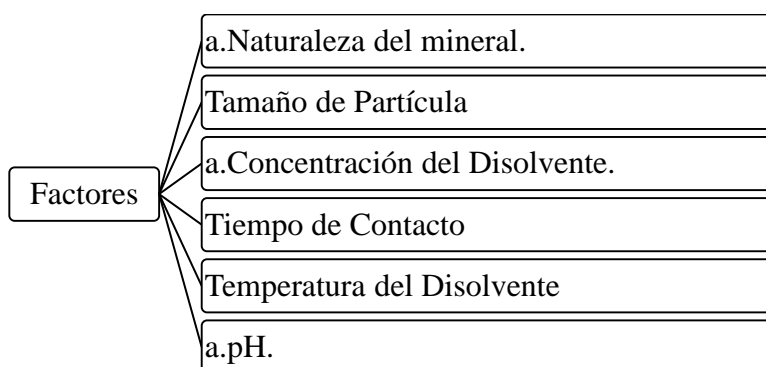 a.Naturaleza del mineral.
Tamaño de Partícula
a.Concentración del Disolvente.
Factores
Tiempo de Contacto
Temperatura del Disolvente
a.pH.